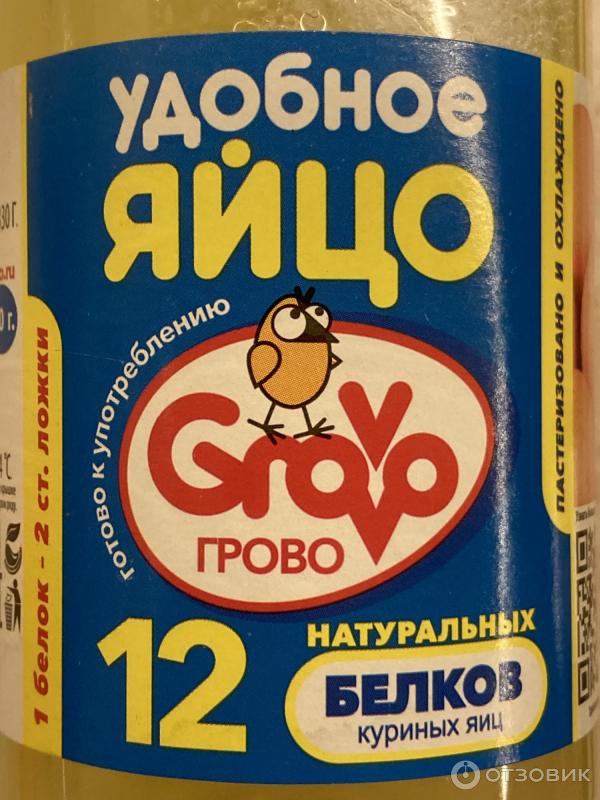 УДОБНОЕ
ЯЙЦО
ГОТОВО К УПОТРЕБЛЕНИЮ
Grovo
ГРОВО
12
НАТУРАЛЬНЫХ
БЕЛКОВ
куриных яиц
1 белок - 2 ст. ложки
ПАСТЕРИЗОВАНО И ОХЛАЖДЕНО
г.
ОТЗОВИК